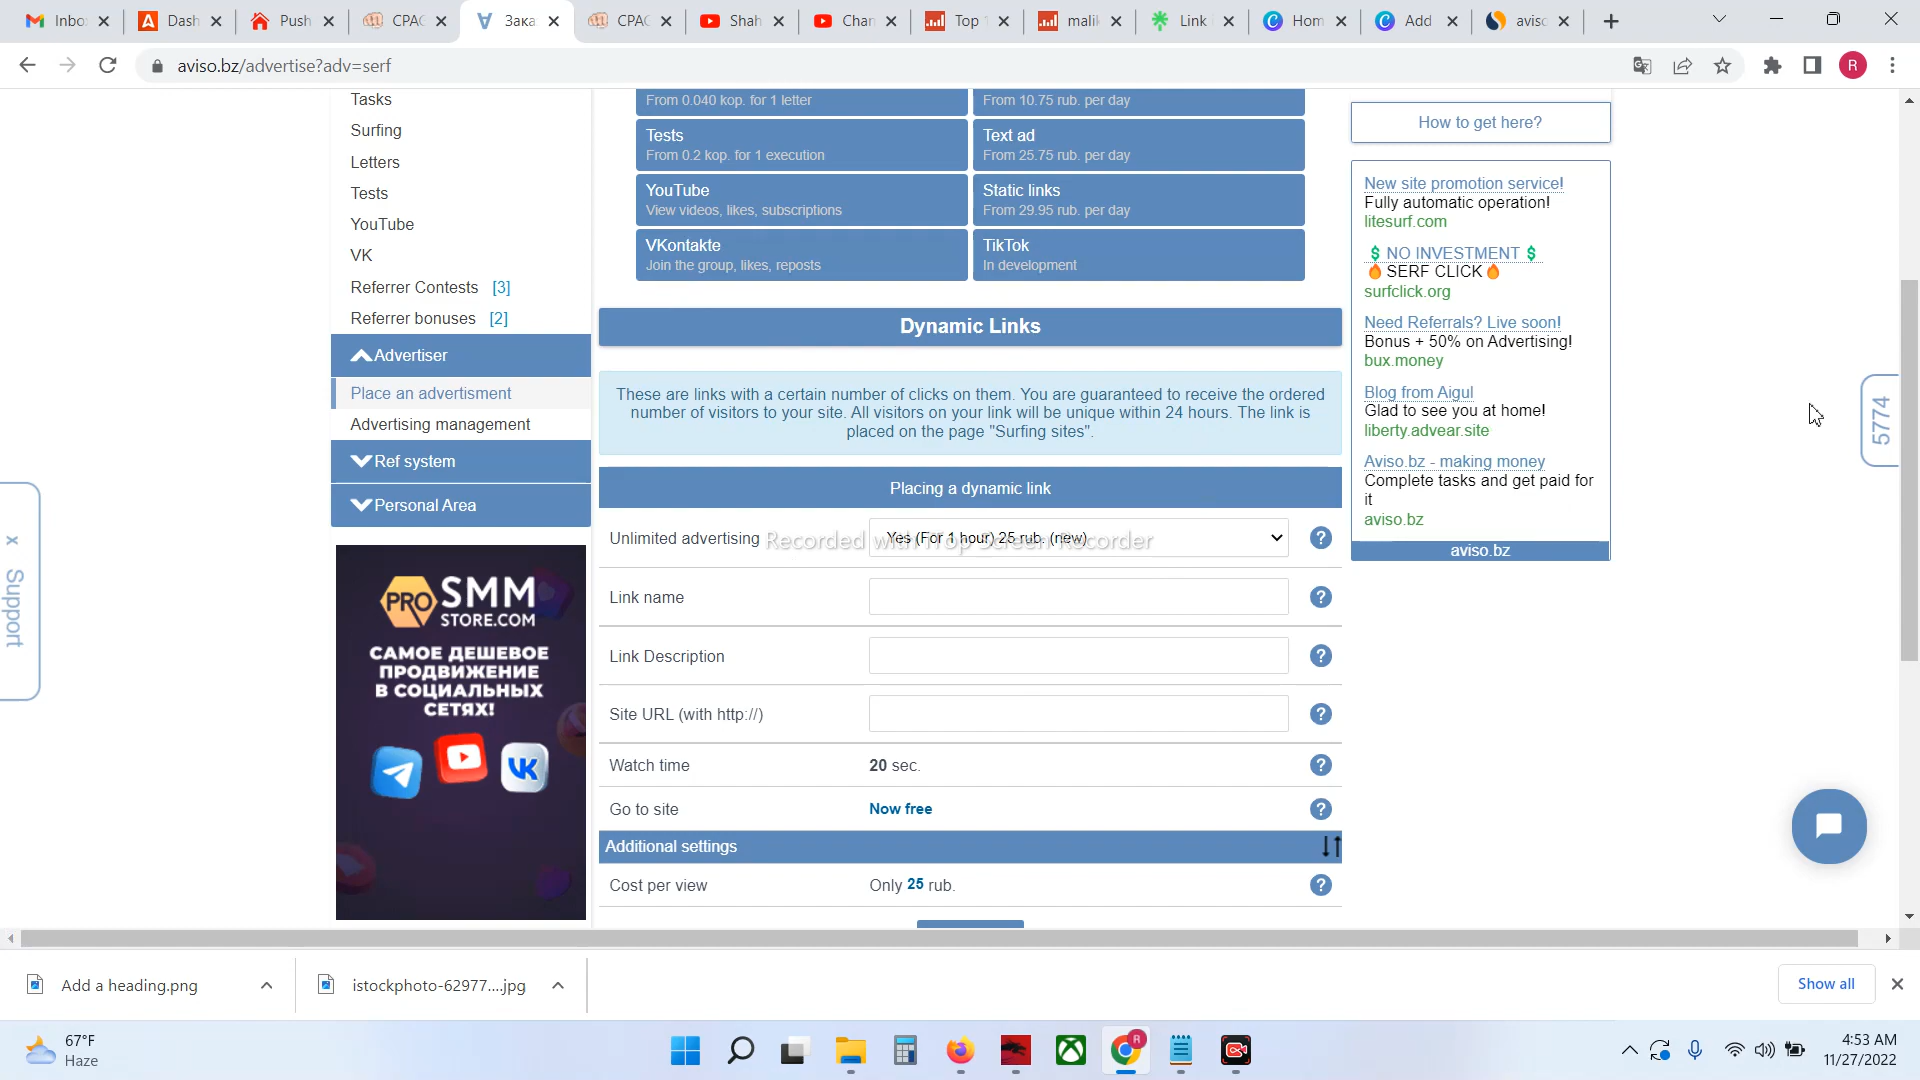 Inbo
Dash
Push
CPAC
Зака
CPAC
Shah
Chan
Top
malik
Link
Hom
Add
avisc
aviso.bz/advertise?adv=serf
R
Tasks
Surfing
Letters
Tests
YouTube
VK
Referrer Contests [3]
Referrer bonuses [2]
Advertiser
Place an advertisment
Advertising management
Ref system
Personal Area
x Support
PRO SMM
STORE.COM
САМОЕ ДЕШЕВОЕ
ПРОДВИЖЕНИЕ
В СОЦИАЛЬНЫХ
СЕТЯХ!
From 0.040 kop. for 1 letter
From 10.75 rub. per day
Tests
From 0.2 kop. for 1 execution
Text ad
From 25.75 rub. per day
YouTube
View videos, likes, subscriptions
Static links
From 29.95 rub. per day
VKontakte
Join the group, likes, reposts
TikTok
In development
Dynamic Links
These are links with a certain number of clicks on them. You are guaranteed to receive the ordered
number of visitors to your site. All visitors on your link will be unique within 24 hours. The link is
placed on the page "Surfing sites".
Placing a dynamic link
Unlimited advertising
Yes (For 1 hour) 25 rub. (new)
?
Recorded with iTop Screen Recorder
Link name
?
Link Description
?
Site URL (with http://)
?
Watch time
20 sec.
?
Go to site
Now free
?
Additional settings
Cost per view
Only 25 rub.
?
How to get here?
New site promotion service!
Fully automatic operation!
litesurf.com
$ NO INVESTMENT $
SERF CLICK
surfclick.org
Need Referrals? Live soon!
Bonus + 50% on Advertising!
bux.money
Blog from Aigul
Glad to see you at home!
liberty.advear.site
Aviso.bz - making money
Complete tasks and get paid for
it
aviso.bz
aviso.bz
5774
Add a heading.png
istockphoto-62977....jpg
Show all
67°F
Haze
R
4:53 AM
11/27/2022